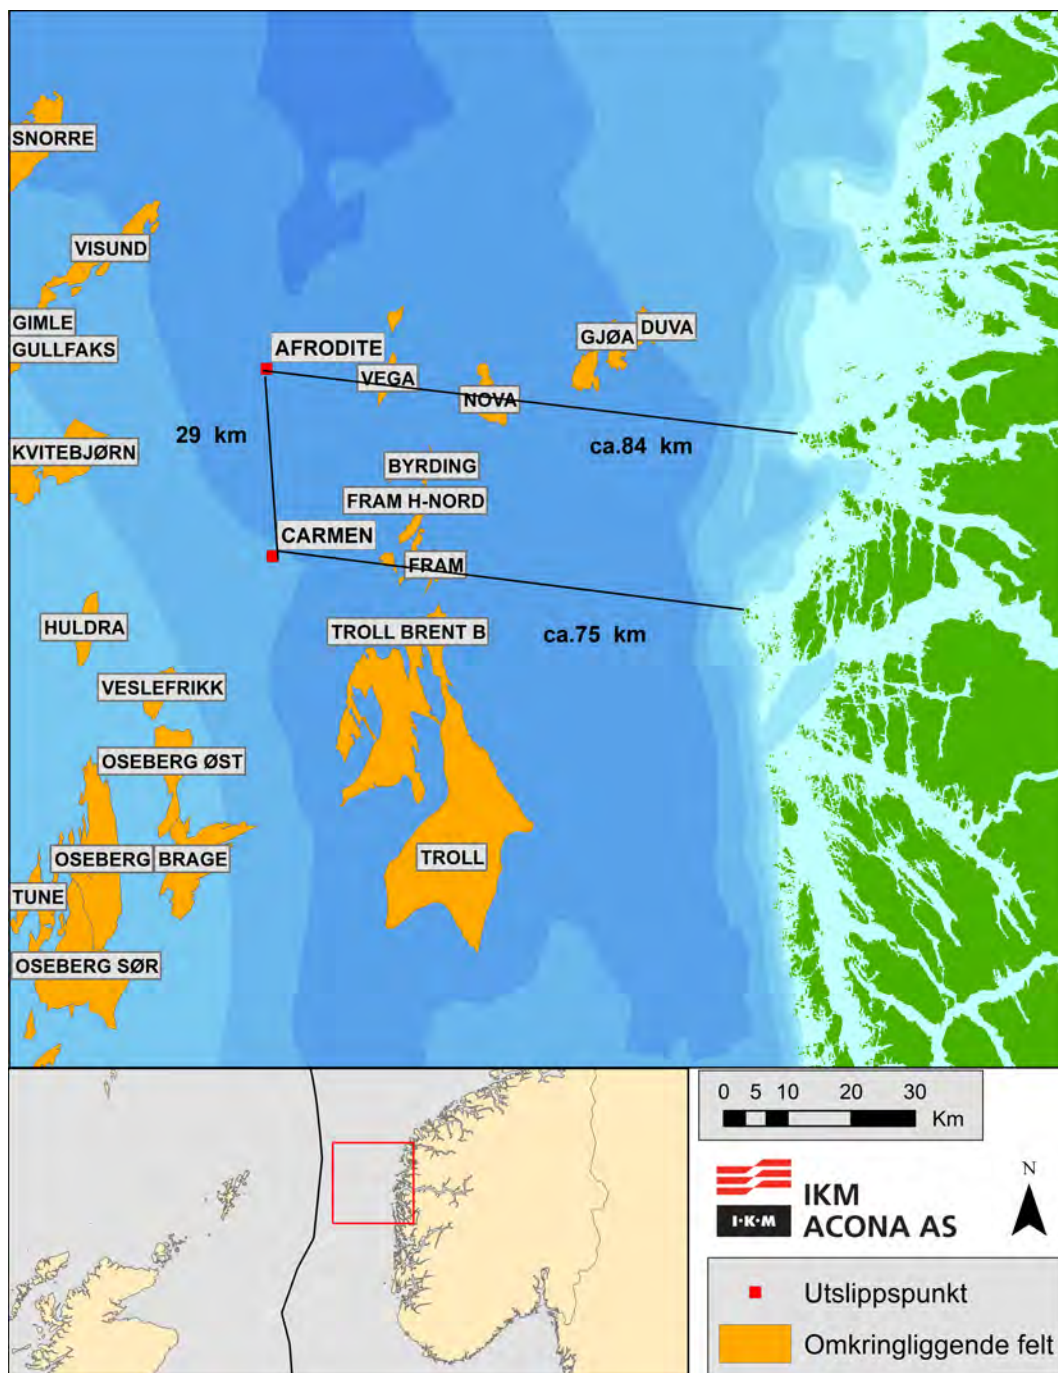 SNORRE
VISUND
GIMLE
GULLFAKS
AFRODITE
VEGA
NOVA
GJØA
DUVA
29 km
ca.84 km
KVITEBJØRN
BYRDING
FRAM H-NORD
CARMEN
FRAM
HULDRA
TROLL BRENT B
ca.75 km
VESLEFRIKK
OSEBERG ØST
OSEBERG
BRAGE
TROLL
TUNE
OSEBERG SØR
0 5 10 20 30
Km
IKM
ACONA AS
I·K·M
N
Utslippspunkt
Omkringliggende felt